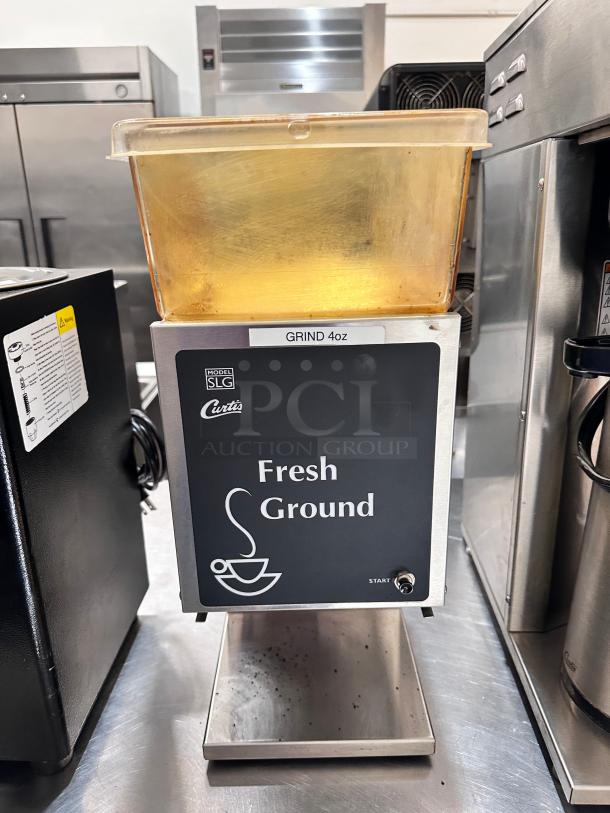 GRIND 4oz
MODEL
SLG
Curtis
PCI
AUCTION GROUP
Fresh
Ground
START